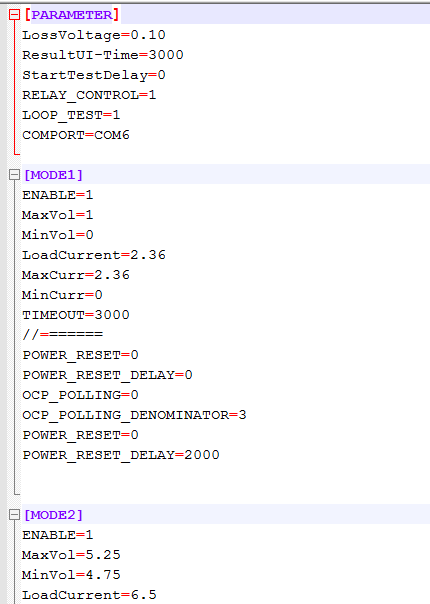 [PARAMETER]
LossVoltage=0.10
ResultUI-Time=3000
StartTestDelay=0
RELAY_CONTROL=1
LOOP_TEST=1
COMPORT=COM6
[MODE1]
ENABLE=1
MaxVol=1
MinVol=0
LoadCurrent=2.36
MaxCurr=2.36
MinCurr=0
TIMEOUT=3000
//=======
POWER_RESET=0
POWER_RESET_DELAY=0
OCP_POLLING=0
OCP_POLLING_DENOMINATOR=3
POWER_RESET=0
POWER_RESET_DELAY=2000
[MODE2]
ENABLE=1
MaxVol=5.25
MinVol=4.75
LoadCurrent=6.5